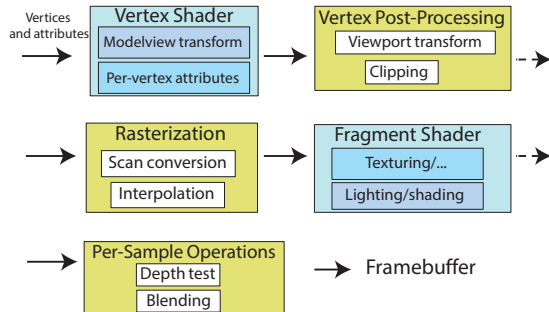 Vertices
and attributes
Vertex Shader
Modelview transform
Per-vertex attributes
Vertex Post-Processing
Viewport transform
Clipping
Rasterization
Scan conversion
Interpolation
Fragment Shader
Texturing/...
Lighting/shading
Per-Sample Operations
Depth test
Blending
Framebuffer